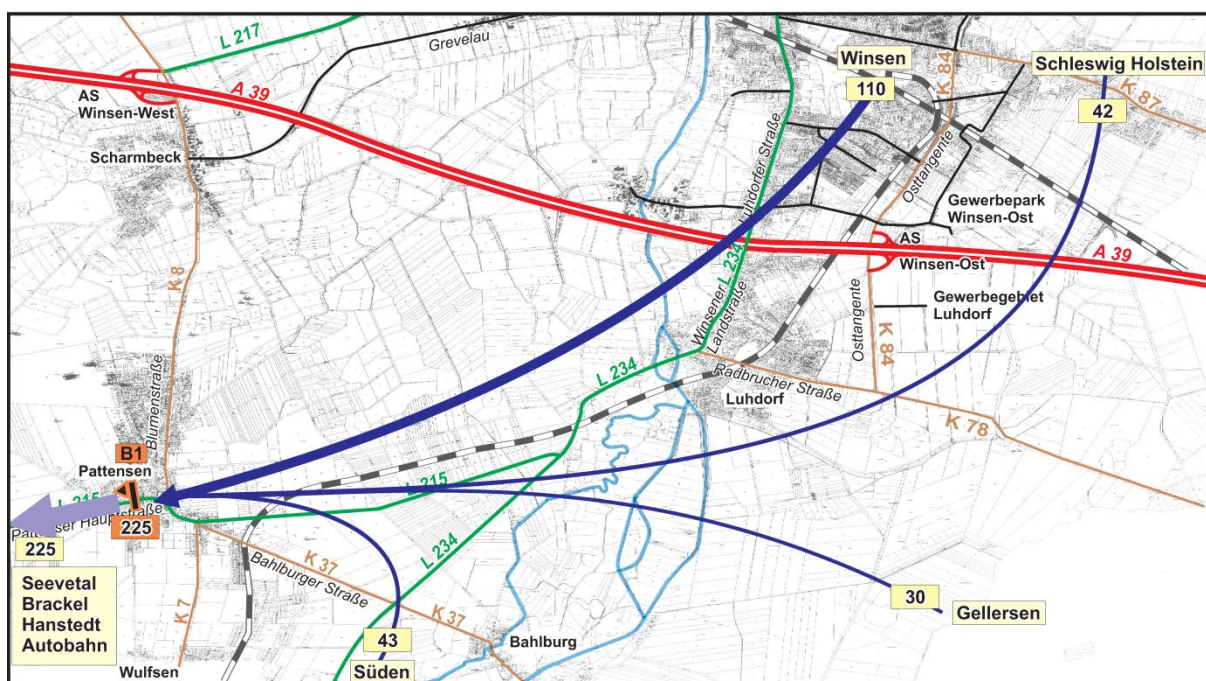 L 217
Grevelau
A 39
AS
Winsen-West
Scharmbeck
Winsen
110
K 84
Schleswig Holstein
42
K 87
Luhdorfer Straße
Osttangente
Gewerbepark
Winsen-Ost
AS
Winsen-Ost
A 39
L 234
Winsener
Landstraße
Gewerbegebiet
Luhdorf
Osttangente
K 84
K 8
Blumenstraße
L 234
Radbrucher Straße
Luhdorf
K 78
B1
Pattensen
L 215
Hauptstraße
225
225
Seevetal
Brackel
Hanstedt
Autobahn
L 215
L 234
K 37
Bahlburger Straße
K 37
K 7
Wulfsen
43
Süden
Bahlburg
30
Gellersen